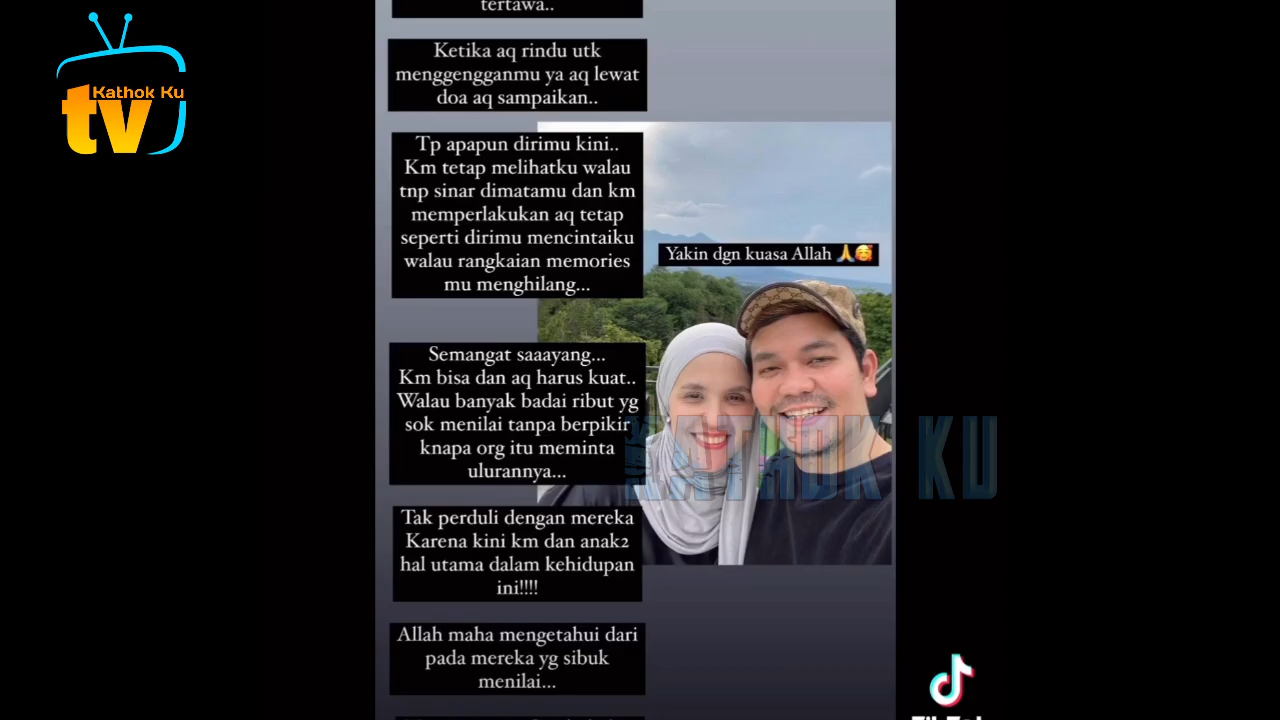 Kathok Ku
tv
tertawa..
Ketika aq rindu utk
menggengganmu ya aq lewat
doa aq sampaikan..
Tp apapun dirimu kini..
Km tetap melihatku walau
tnp sinar dimatamu dan km
memperlakukan aq tetap
seperti dirimu mencintaiku
walau rangkaian memories
mu menghilang...
Yakin dgn kuasa Allah 🙏🥰
Semangat saaayang...
Km bisa dan aq harus kuat..
Walau banyak badai ribut yg
sok menilai tanpa berpikir
knapa org itu meminta
ulurannya...
KATHOK KU
Tak perduli dengan mereka
Karena kini km dan anak2
hal utama dalam kehidupan
ini!!!!
Allah maha mengetahui dari
pada mereka yg sibuk
menilai...